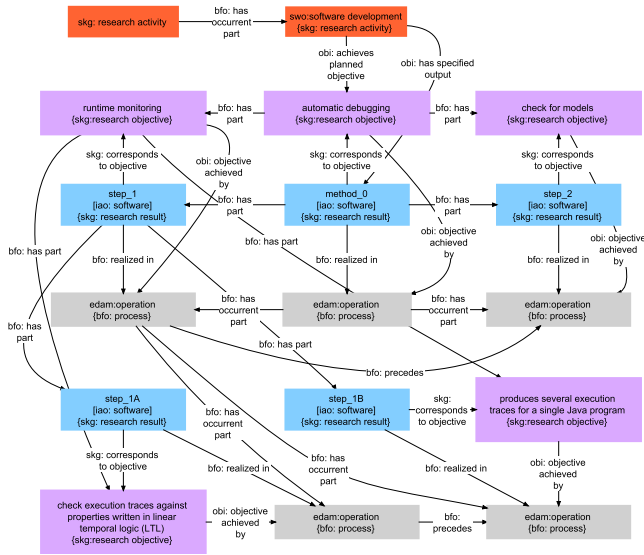 skg: research activity
bfo: has
occurrent
part
swo:software development
{skg: research activity}
obi: achieves
planned
objective
obi: has specified
output
runtime monitoring
{skg:research objective}
bfo: has
part
automatic debugging
{skg:research objective}
bfo: has
part
check for models
{skg:research objective}
skg: corresponds
to objective
obi: objective
achieved
by
skg: corresponds
to objective
skg: corresponds
to objective
step_1
[iao: software]
{skg: research result}
bfo: has
part
method_0
[iao: software]
{skg: research result}
bfo: has
part
step_2
[iao: software]
{skg: research result}
bfo: has part
bfo: realized in
bfo: has part
bfo: realized in
obi: objective
achieved
by
bfo: realized in
obi: objective
achieved
by
edam:operation
{bfo: process}
bfo: has
occurrent
part
edam:operation
{bfo: process}
bfo: has
occurrent
part
edam:operation
{bfo: process}
bfo: has
part
bfo: has part
bfo: precedes
step_1A
[iao: software]
{skg: research result}
bfo: has
occurrent
part
step_1B
[iao: software]
{skg: research result}
skg:
corresponds
to objective
produces several execution
traces for a single Java program
{skg:research objective}
skg: corresponds
to objective
bfo: realized in
bfo: has
occurrent
part
bfo: realized in
obi: objective
achieved
by
check execution traces against
properties written in linear
temporal logic (LTL)
{skg:research objective}
obi: objective
achieved
by
edam:operation
{bfo: process}
bfo:
precedes
edam:operation
{bfo: process}